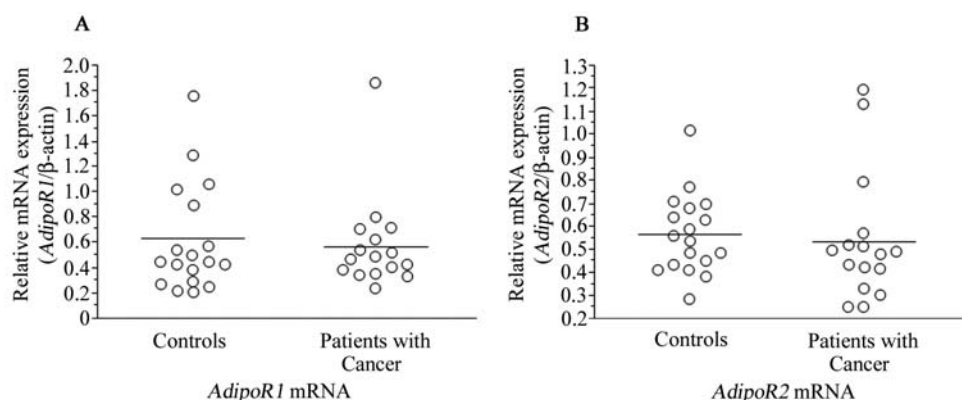 A
Relative mRNA expression
(AdipoR1/β-actin)
2.0
1.8
1.6
1.4
1.2
1.0
0.8
0.6
0.4
0.2
0
Controls
Patients with
Cancer
AdipoR1 mRNA
B
Relative mRNA expression
(AdipoR2/β-actin)
1.3
1.2
1.1
1.0
0.9
0.8
0.7
0.6
0.5
0.4
0.3
0.2
Controls
Patients with
Cancer
AdipoR2 mRNA